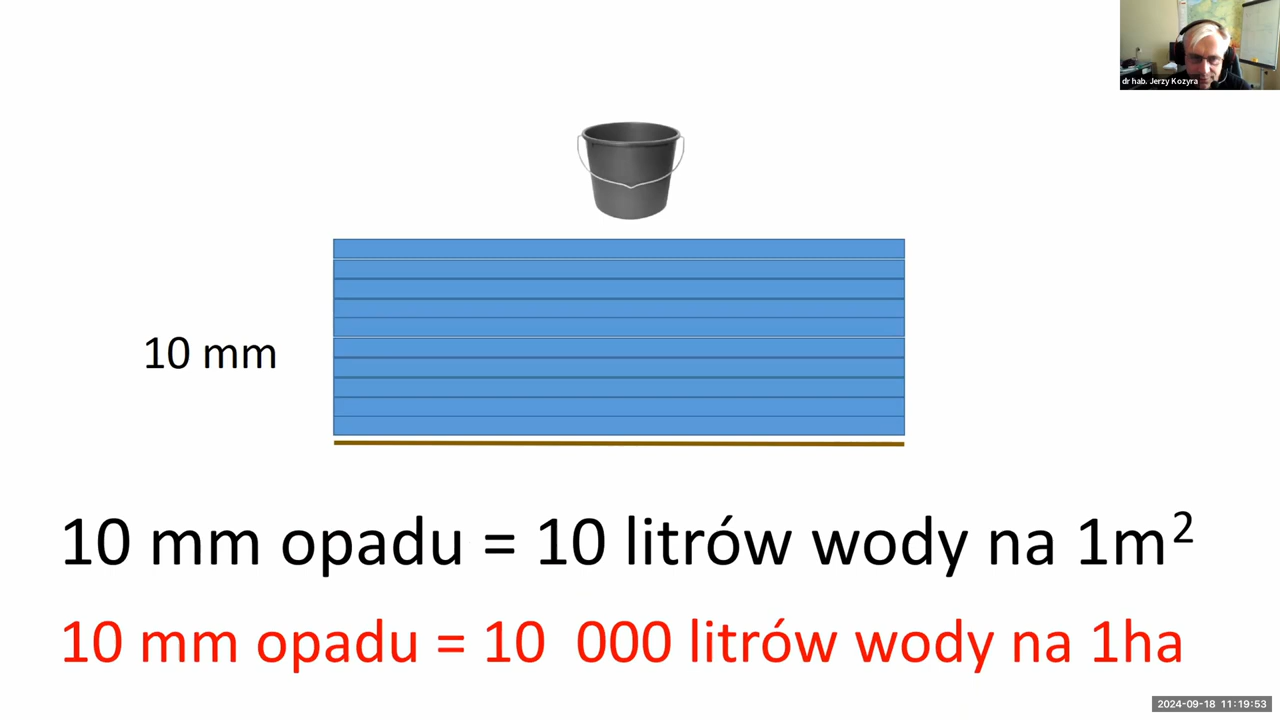 dr hab. Jerzy Kozyra
10 mm
10 mm opadu = 10 litrów wody na 1m²
10 mm opadu = 10  000 litrów wody na 1ha
2024-09-18 11:19:53